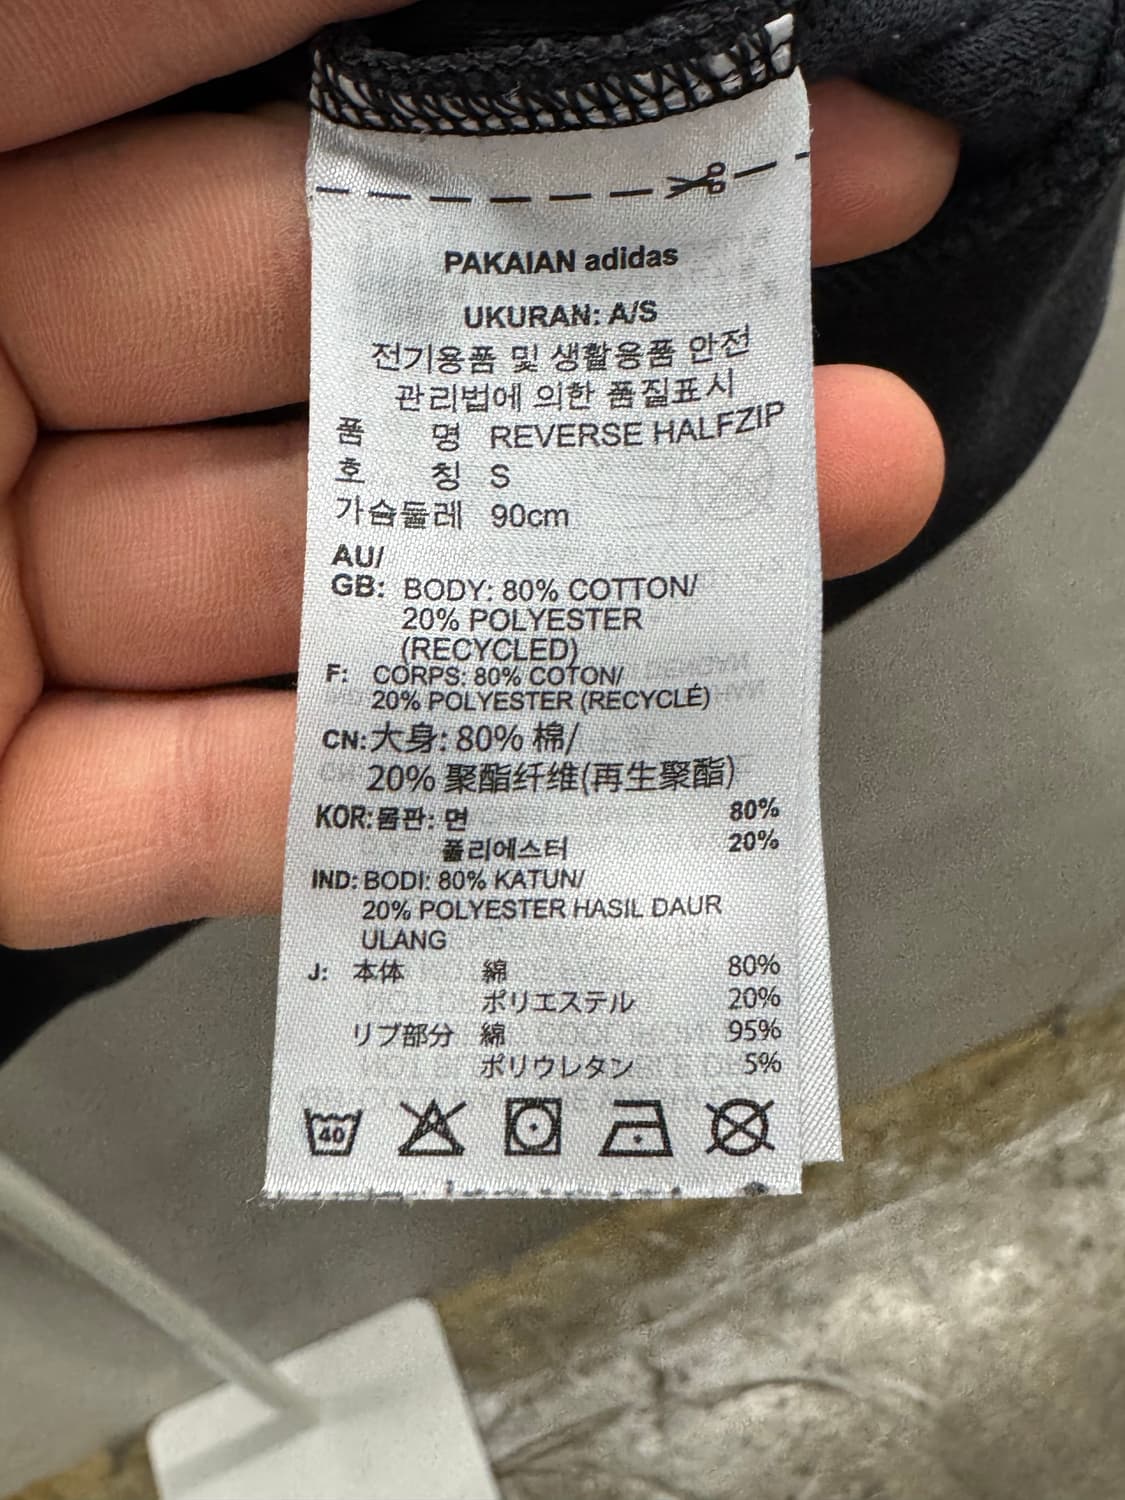 PAKAIAN adidas
UKURAN: A/S
전기용품 및 생활용품 안전
관리법에 의한 품질표시
품 명 REVERSE HALFZIP
호 칭 S
가슴둘레 90cm
AU/
GB: BODY: 80% COTTON/
20% POLYESTER
(RECYCLED)
F: CORPS: 80% COTON/
20% POLYESTER (RECYCLÉ)
CN: 大身: 80% 棉/
20% 聚酯纤维(再生聚酯)
KOR: 몸판: 면 80%
폴리에스터 20%
IND: BODI: 80% KATUN/
20% POLYESTER HASIL DAUR
ULANG
J: 本体 綿 80%
ポリエステル 20%
リブ部分 綿 95%
ポリウレタン 5%
40